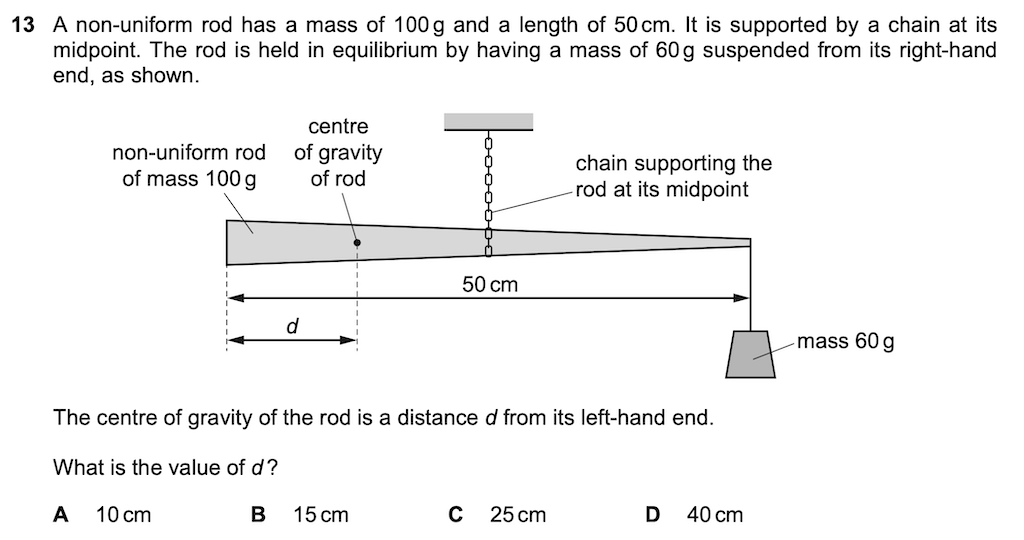 13 A non-uniform rod has a mass of 100 g and a length of 50 cm. It is supported by a chain at its
midpoint. The rod is held in equilibrium by having a mass of 60 g suspended from its right-hand
end, as shown.
non-uniform rod
of mass 100 g
centre
of gravity
of rod
chain supporting the
rod at its midpoint
50 cm
d
mass 60 g
The centre of gravity of the rod is a distance d from its left-hand end.
What is the value of d?
A 10 cm B 15 cm C 25 cm D 40 cm